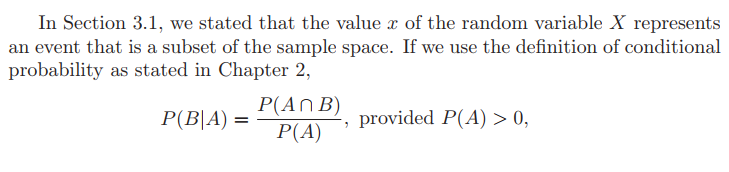 In Section 3.1, we stated that the value x of the random variable X represents
an event that is a subset of the sample space. If we use the definition of conditional
probability as stated in Chapter 2,
P(B|A) = P(A ∩ B) / P(A), provided P(A) > 0,